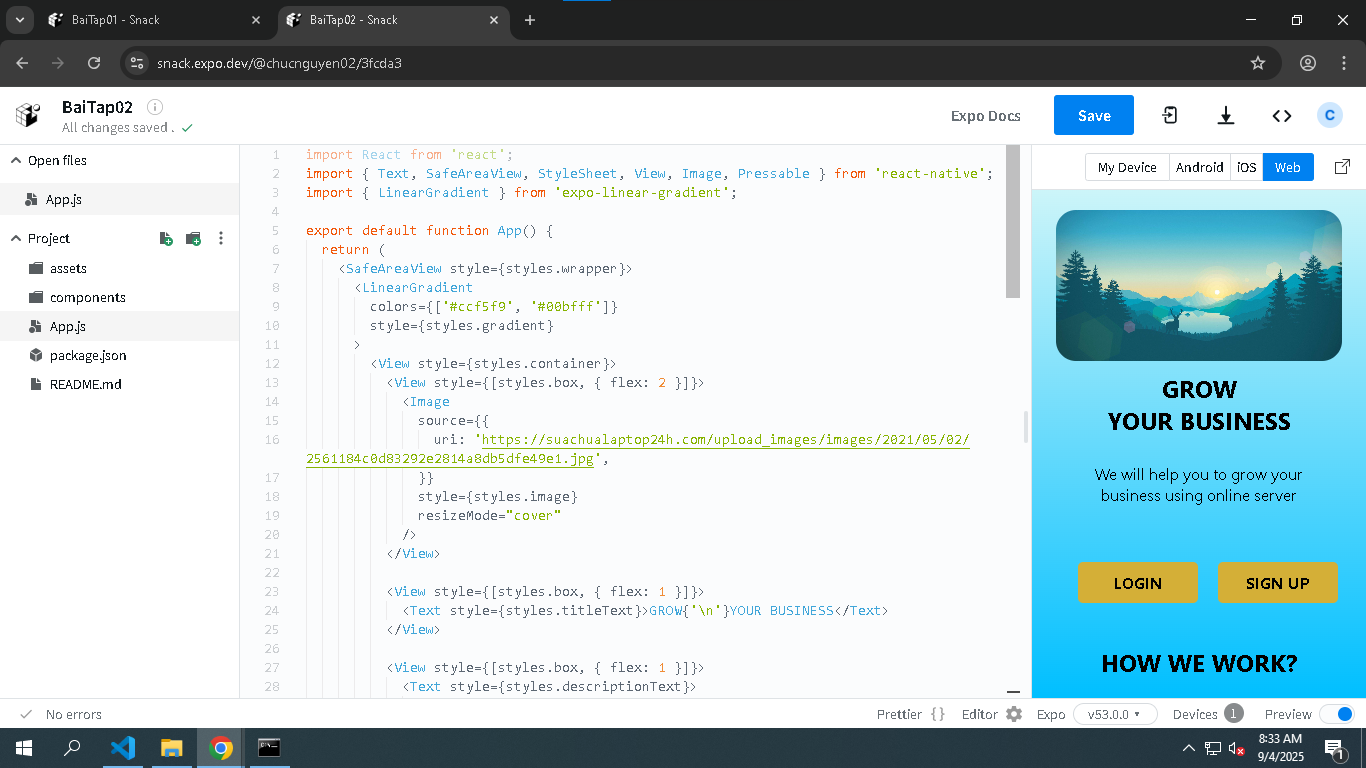 BaiTap01 - Snack
BaiTap02 - Snack
snack.expo.dev/@chucnguyen02/3fcda3
BaiTap02
All changes saved .
Expo Docs
Save
C
Open files
App.js
Project
assets
components
App.js
package.json
README.md
1 import React from 'react';
2 import { Text, SafeAreaView, StyleSheet, View, Image, Pressable } from 'react-native';
3 import { LinearGradient } from 'expo-linear-gradient';
4
5 export default function App() {
6 return (
7 <SafeAreaView style={styles.wrapper}>
8 <LinearGradient
9 colors={['#ccf5f9', '#00bfff']}
10 style={styles.gradient}
11 >
12 <View style={styles.container}>
13 <View style={[styles.box, { flex: 2 }]}>
14 <Image
15 source={{
16 uri: 'https://suachualaptop24h.com/upload_images/images/2021/05/02/
2561184c0d83292e2814a8db5dfe49e1.jpg',
17 }}
18 style={styles.image}
19 resizeMode="cover"
20 />
21 </View>
22
23 <View style={[styles.box, { flex: 1 }]}>
24 <Text style={styles.titleText}>GROW{'\n'}YOUR BUSINESS</Text>
25 </View>
26
27 <View style={[styles.box, { flex: 1 }]}>
28 <Text style={styles.descriptionText}>
My Device
Android
iOS
Web
GROW
YOUR BUSINESS
We will help you to grow your
business using online server
LOGIN
SIGN UP
HOW WE WORK?
No errors
Prettier {}
Editor
Expo
v53.0.0
Devices 1
Preview
8:33 AM
9/4/2025
1